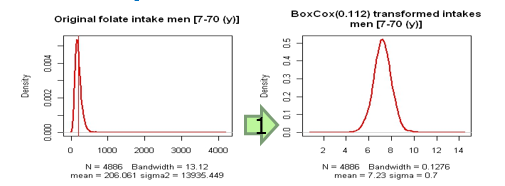 Original folate intake men [7-70 (y)]
Density
0.000 0.002 0.004
0 1000 2000 3000 4000
N = 4886 Bandwidth = 13.12
mean = 206.061 sigma2 = 13935.449
1
BoxCox(0.112) transformed intakes
men [7-70 (y)]
Density
0.0 0.1 0.2 0.3 0.4 0.5
2 4 6 8 10 12 14
N = 4886 Bandwidth = 0.1276
mean = 7.23 sigma = 0.7